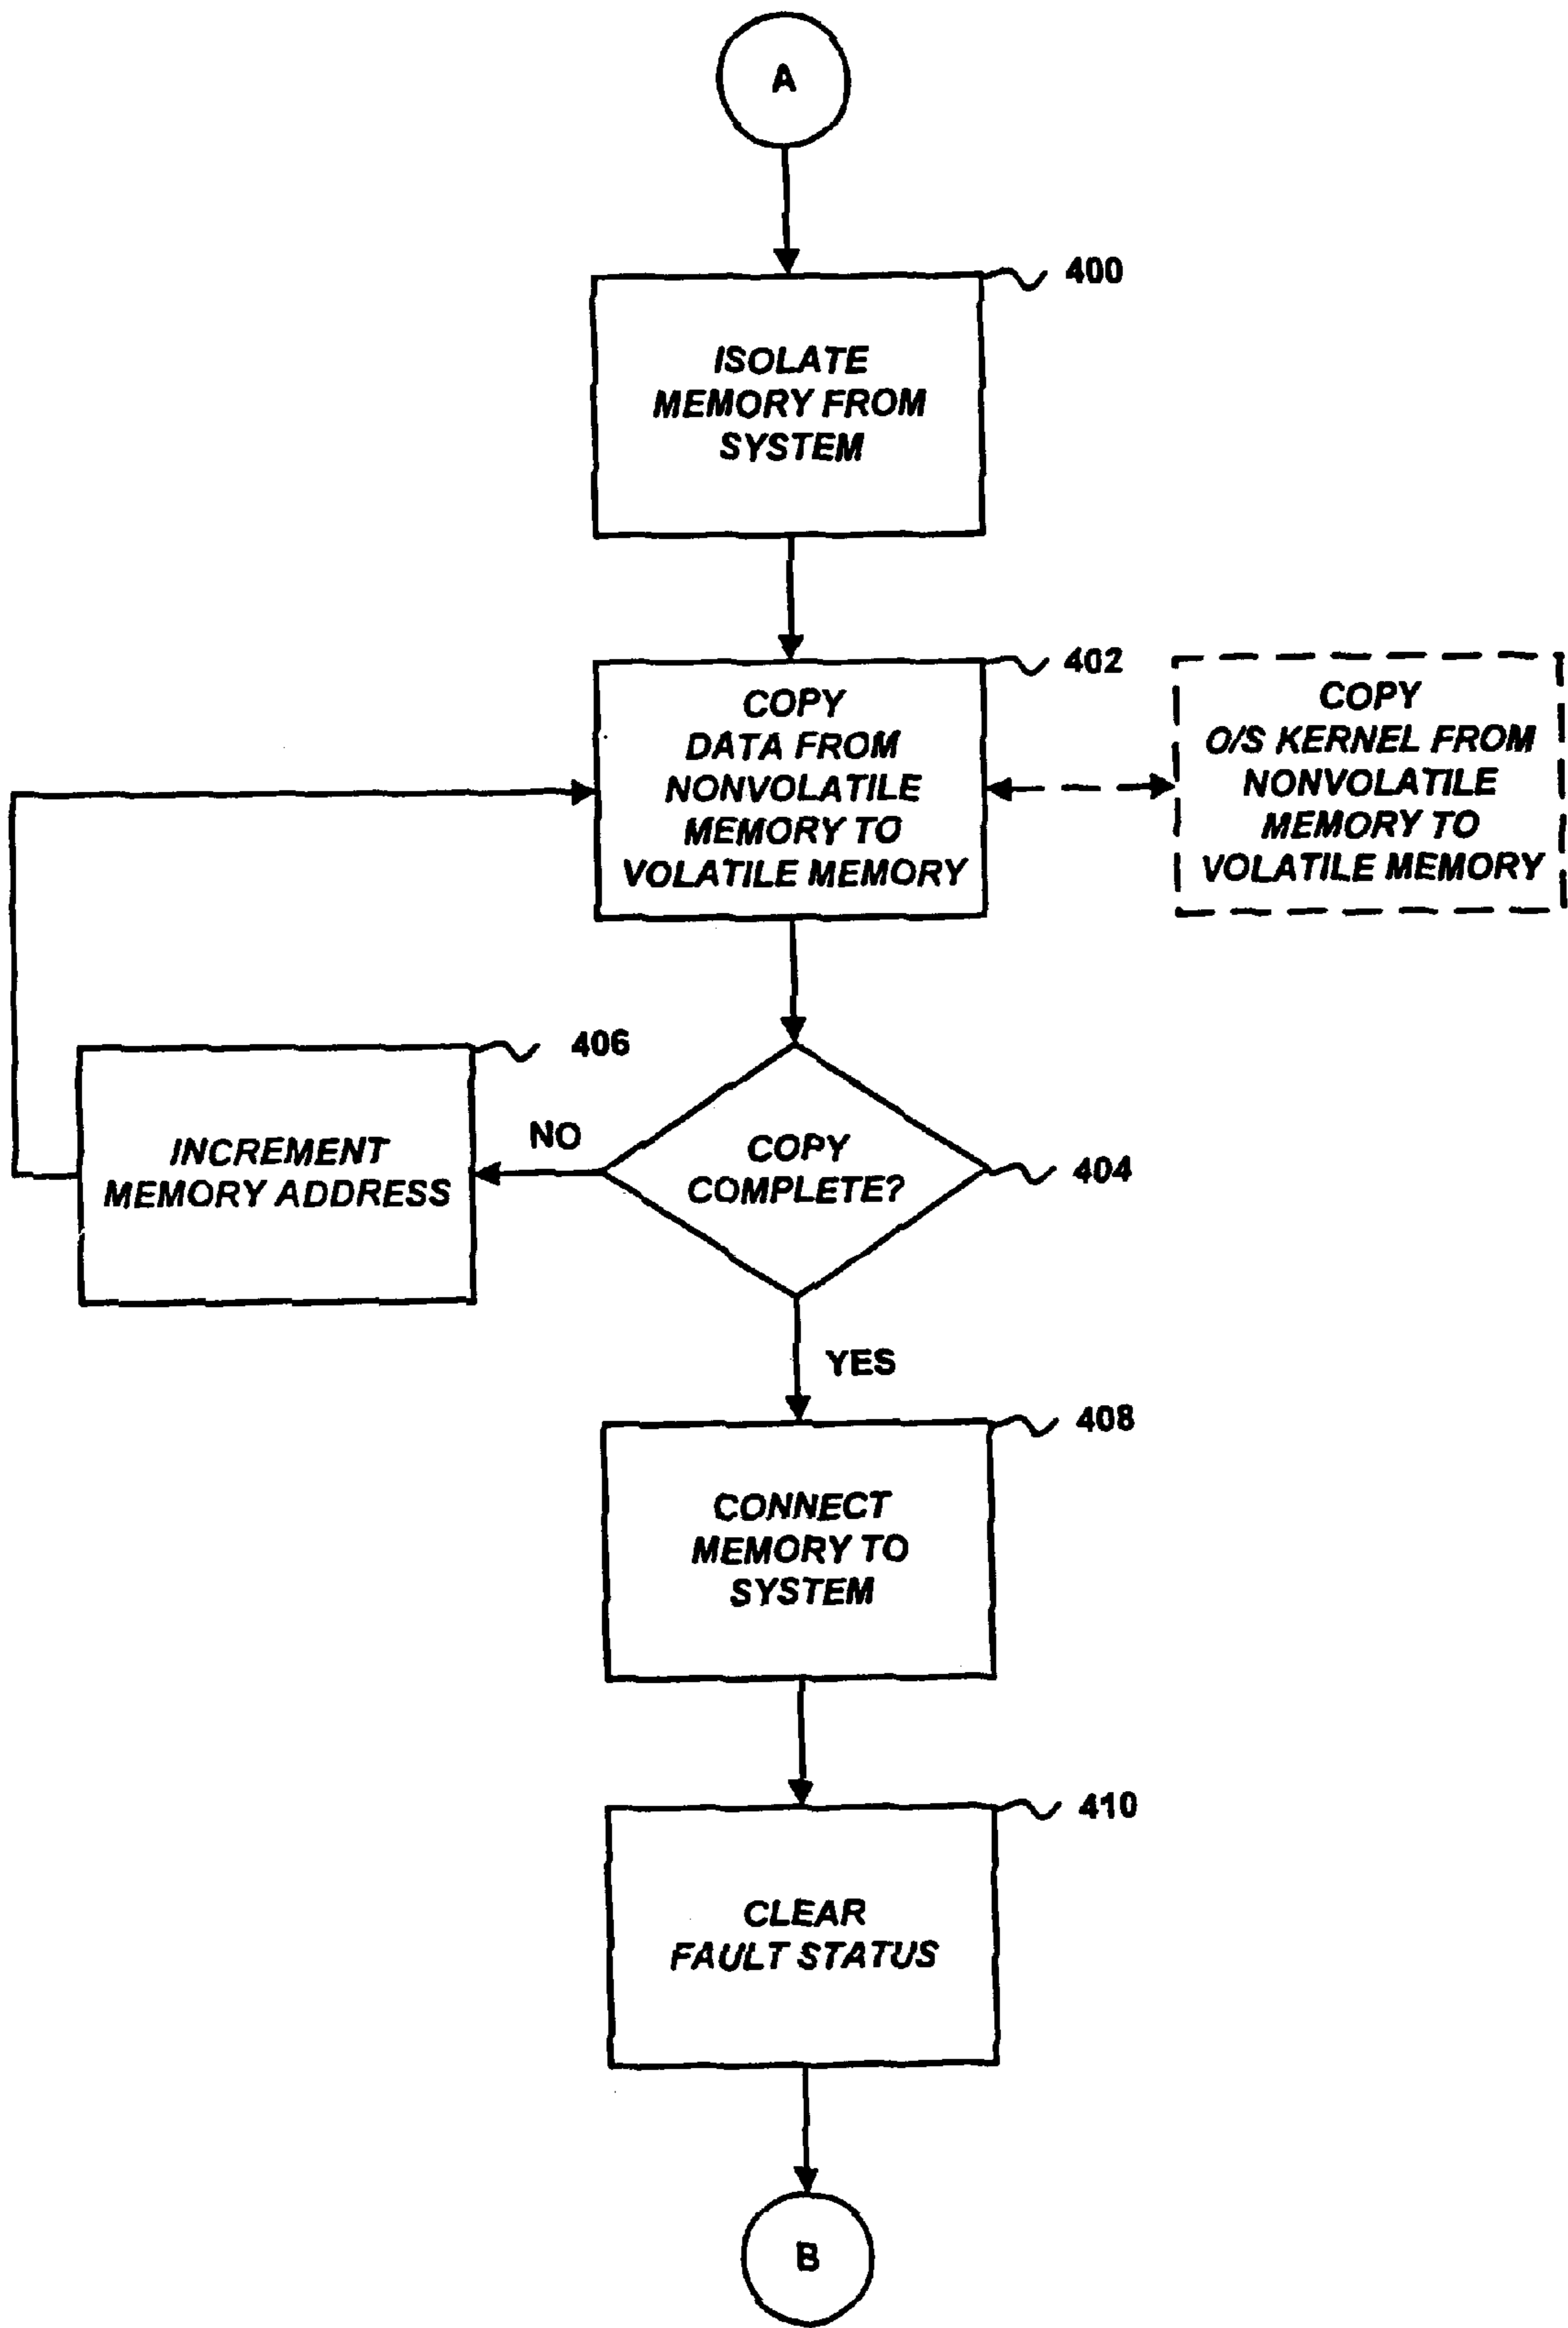 A
400
ISOLATE
MEMORY FROM
SYSTEM
402
COPY
DATA FROM
NONVOLATILE
MEMORY TO
VOLATILE MEMORY
COPY
O/S KERNEL FROM
NONVOLATILE
MEMORY TO
VOLATILE MEMORY
406
INCREMENT
MEMORY ADDRESS
NO
COPY
COMPLETE?
404
YES
408
CONNECT
MEMORY TO
SYSTEM
410
CLEAR
FAULT STATUS
B